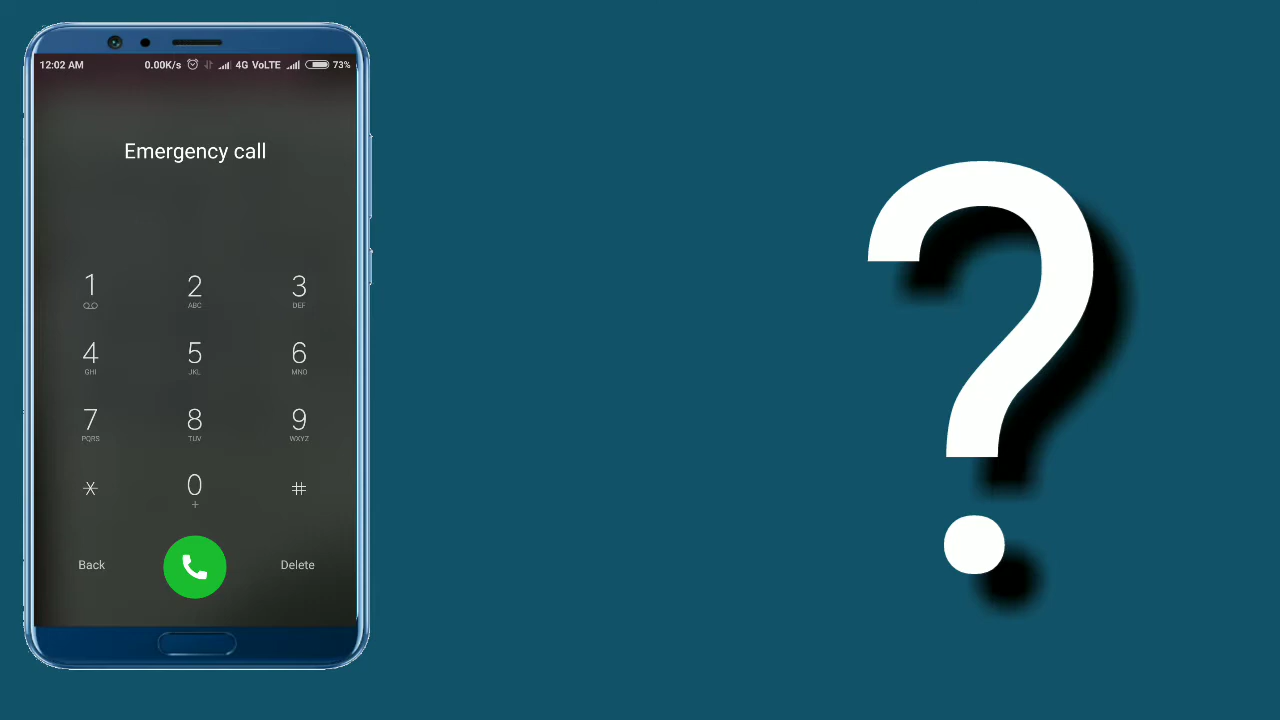 12:02 AM 0.00K/s 4G VoLTE 73%
Emergency call
1 2 3
ABC DEF
4 5 6
GHI JKL MNO
7 8 9
PQRS TUV WXYZ
* 0 #
+
Back Delete
?